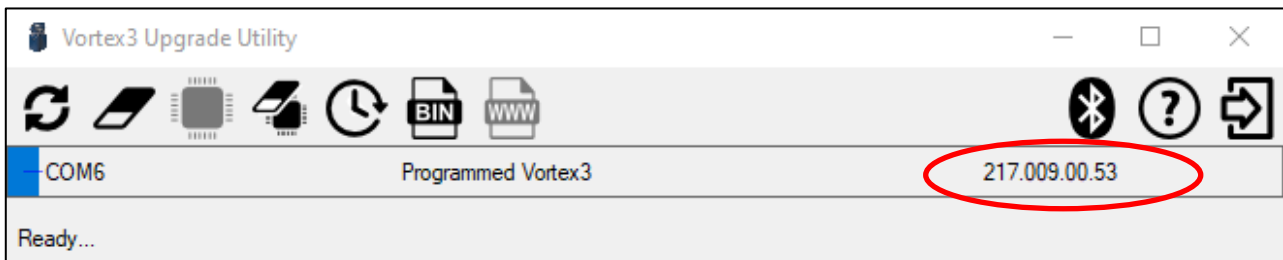 Vortex3 Upgrade Utility
BIN WWW ?
COM6 Programmed Vortex3 217.009.00.53
Ready...